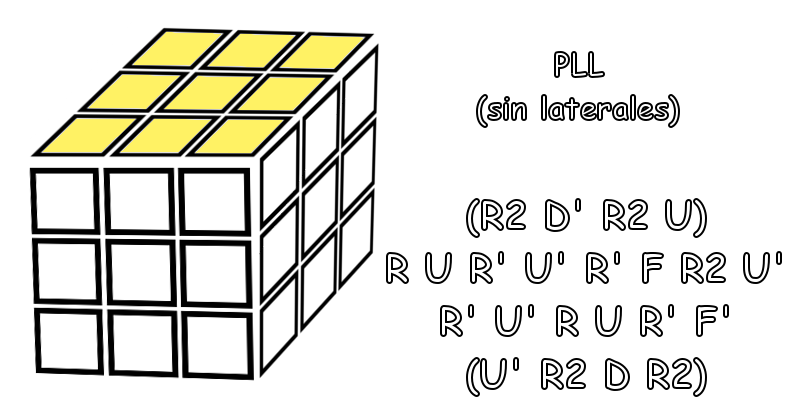 PLL
(sin laterales)
(R2 D' R2 U)
R U R' U' R' F R2 U'
R' U' R U R' F'
(U' R2 D R2)